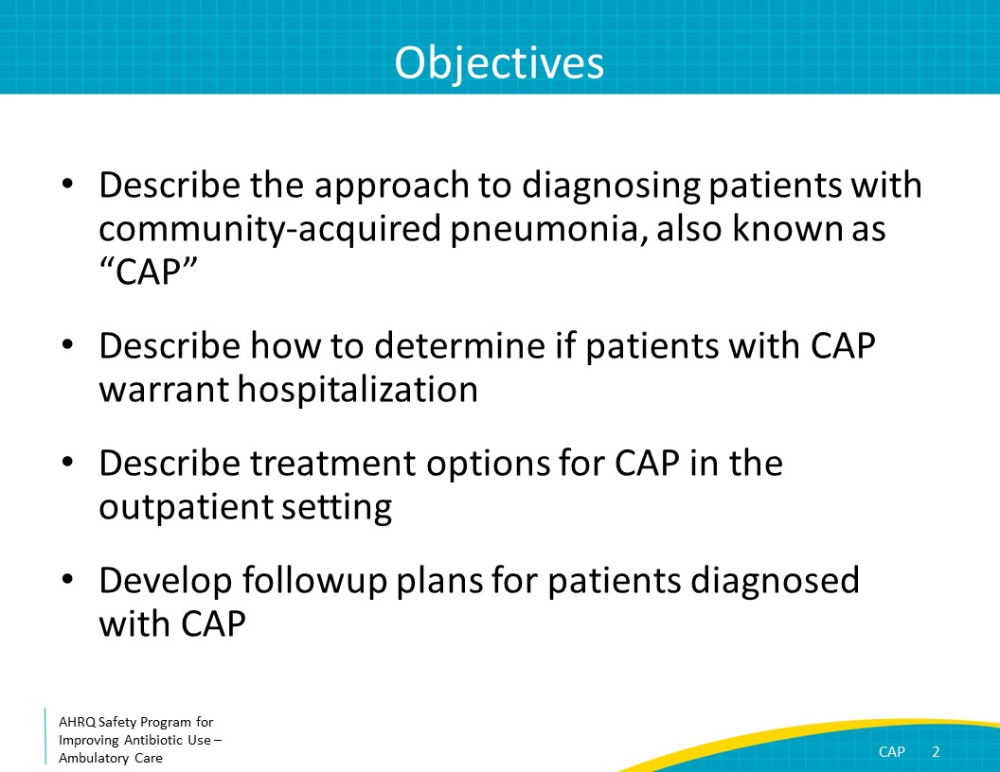 Objectives
• Describe the approach to diagnosing patients with
community-acquired pneumonia, also known as
“CAP”
• Describe how to determine if patients with CAP
warrant hospitalization
• Describe treatment options for CAP in the
outpatient setting
• Develop followup plans for patients diagnosed
with CAP
AHRQ Safety Program for
Improving Antibiotic Use –
Ambulatory Care
CAP 2